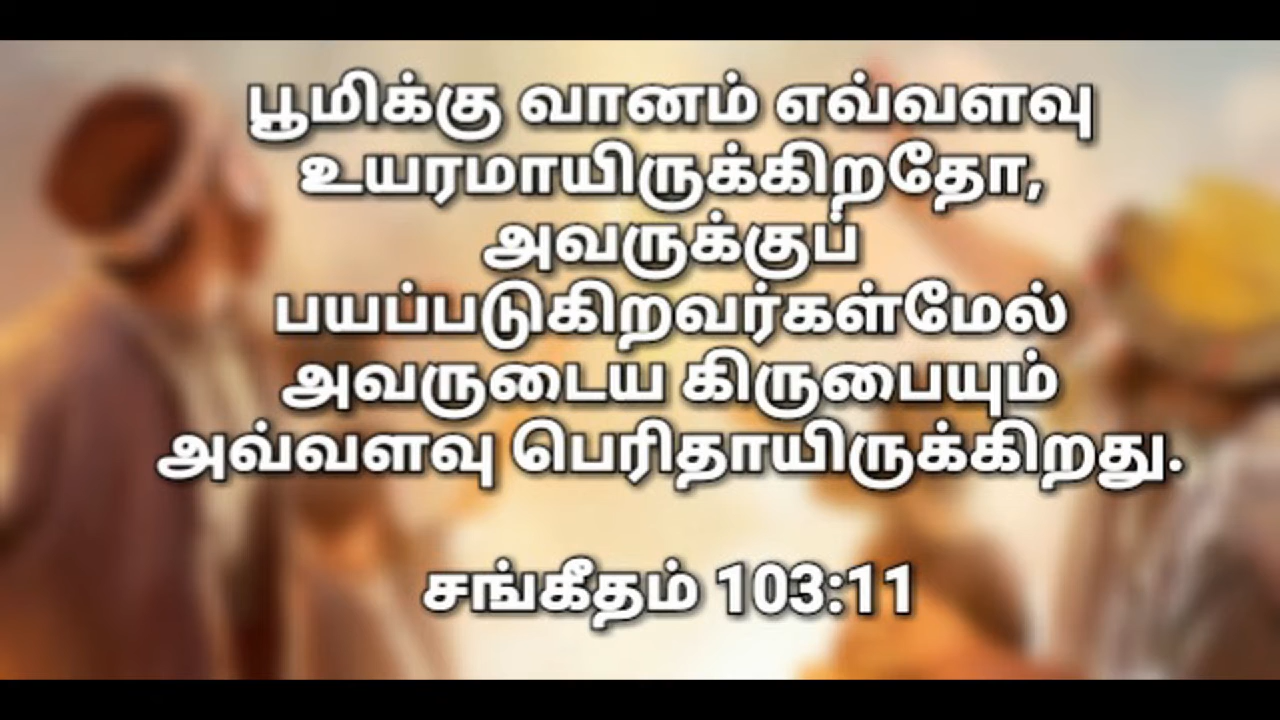 பூமிக்கு வானம் எவ்வளவு
உயரமாயிருக்கிறதோ,
அவருக்குப்
பயப்படுகிறவர்கள்மேல்
அவருடைய கிருபையும்
அவ்வளவு பெரிதாயிருக்கிறது.
சங்கீதம் 103:11